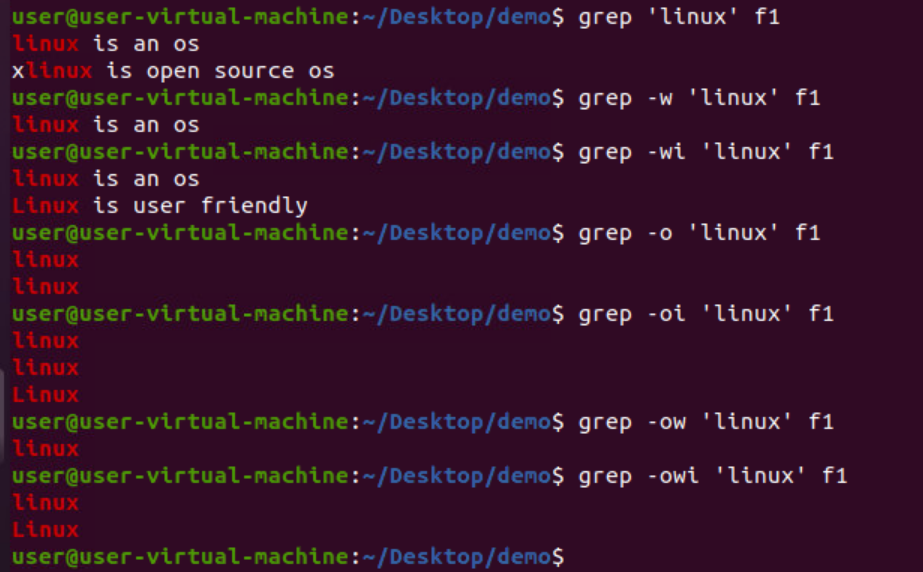 user@user-virtual-machine:~/Desktop/demo$ grep 'linux' f1
linux is an os
xlinux is open source os
user@user-virtual-machine:~/Desktop/demo$ grep -w 'linux' f1
linux is an os
user@user-virtual-machine:~/Desktop/demo$ grep -wi 'linux' f1
linux is an os
Linux is user friendly
user@user-virtual-machine:~/Desktop/demo$ grep -o 'linux' f1
linux
linux
user@user-virtual-machine:~/Desktop/demo$ grep -oi 'linux' f1
linux
linux
Linux
user@user-virtual-machine:~/Desktop/demo$ grep -ow 'linux' f1
linux
user@user-virtual-machine:~/Desktop/demo$ grep -owi 'linux' f1
linux
Linux
user@user-virtual-machine:~/Desktop/demo$